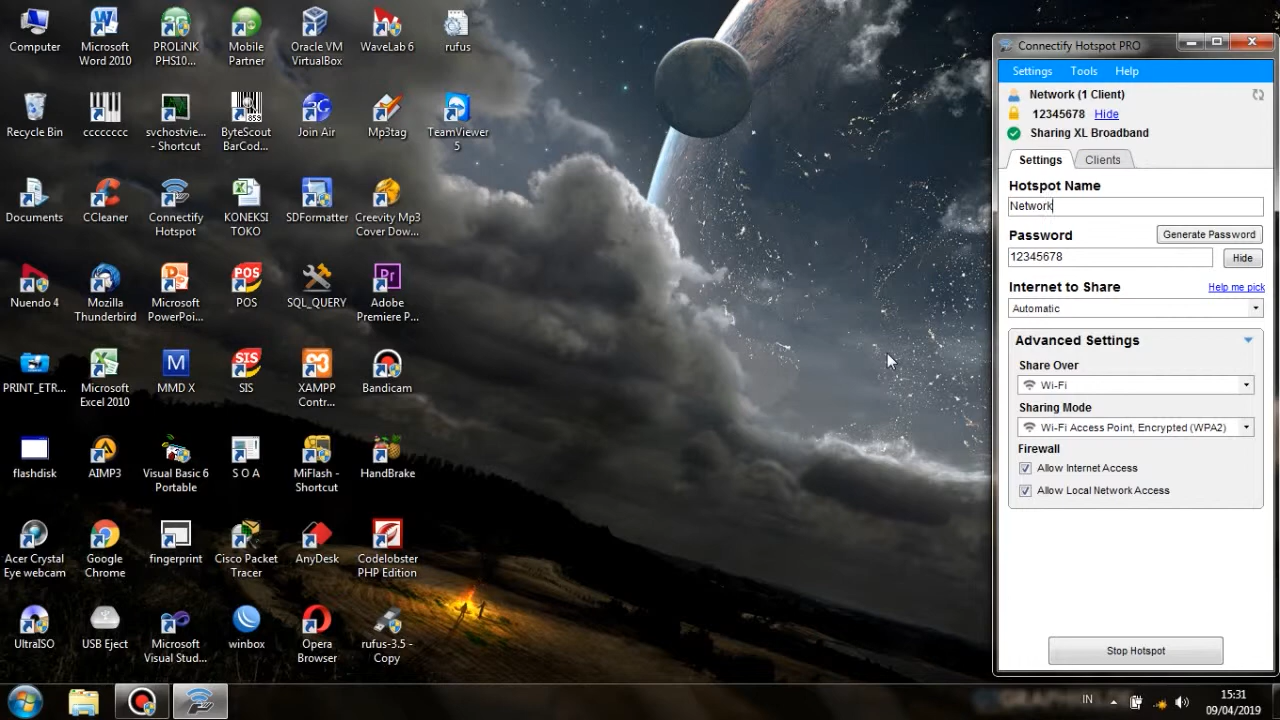 Computer
Microsoft
Word 2010
PROLiNK
PHS10...
Mobile
Partner
Oracle VM
VirtualBox
WaveLab 6
rufus
Recycle Bin
cccccccc
svchostvie...
- Shortcut
ByteScout
BarCod...
Join Air
Mp3tag
TeamViewer
5
Documents
CCleaner
Connectify
Hotspot
KONEKSI
TOKO
SDFormatter
Creevity Mp3
Cover Dow...
Nuendo 4
Mozilla
Thunderbird
Microsoft
PowerPoi...
POS
SQL_QUERY
Adobe
Premiere P...
PRINT_ETR...
Microsoft
Excel 2010
MMD X
SIS
XAMPP
Contr...
Bandicam
flashdisk
AIMP3
Visual Basic 6
Portable
S O A
MiFlash -
Shortcut
HandBrake
Acer Crystal
Eye webcam
Google
Chrome
fingerprint
Cisco Packet
Tracer
AnyDesk
Codelobster
PHP Edition
UltraISO
USB Eject
Microsoft
Visual Stud...
winbox
Opera
Browser
rufus-3.5 -
Copy
Connectify Hotspot PRO
Settings Tools Help
Network (1 Client)
12345678 Hide
Sharing XL Broadband
Settings Clients
Hotspot Name
Network
Password Generate Password
12345678 Hide
Internet to Share Help me pick
Automatic
Advanced Settings
Share Over
Wi-Fi
Sharing Mode
Wi-Fi Access Point, Encrypted (WPA2)
Firewall
Allow Internet Access
Allow Local Network Access
Stop Hotspot
IN
15:31
09/04/2019